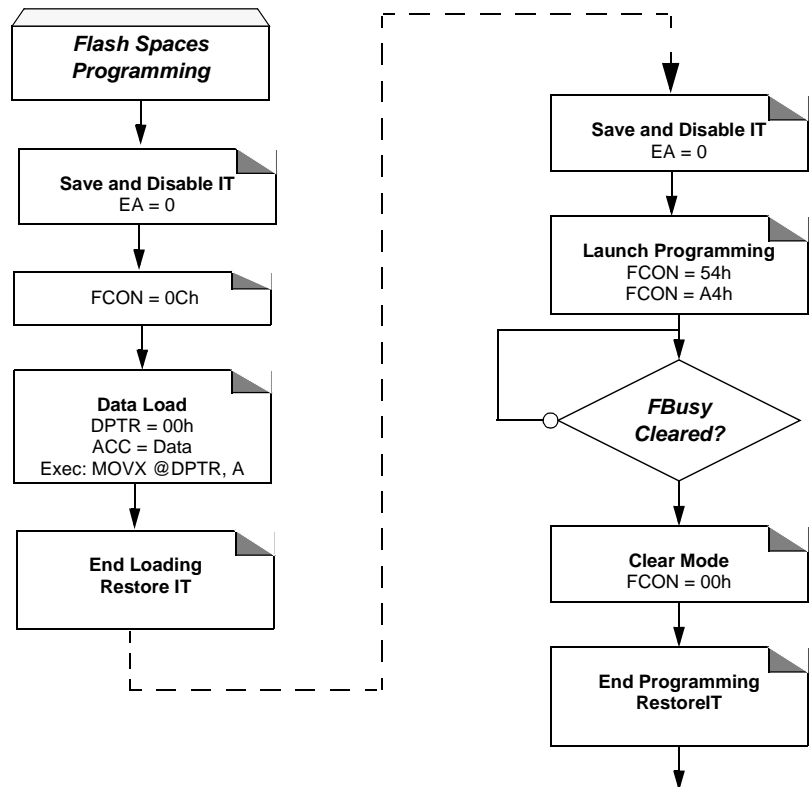 Flash Spaces
Programming
Save and Disable IT
EA = 0
FCON = 0Ch
Data Load
DPTR = 00h
ACC = Data
Exec: MOVX @DPTR, A
End Loading
Restore IT
Save and Disable IT
EA = 0
Launch Programming
FCON = 54h
FCON = A4h
FBusy
Cleared?
Clear Mode
FCON = 00h
End Programming
RestoreIT